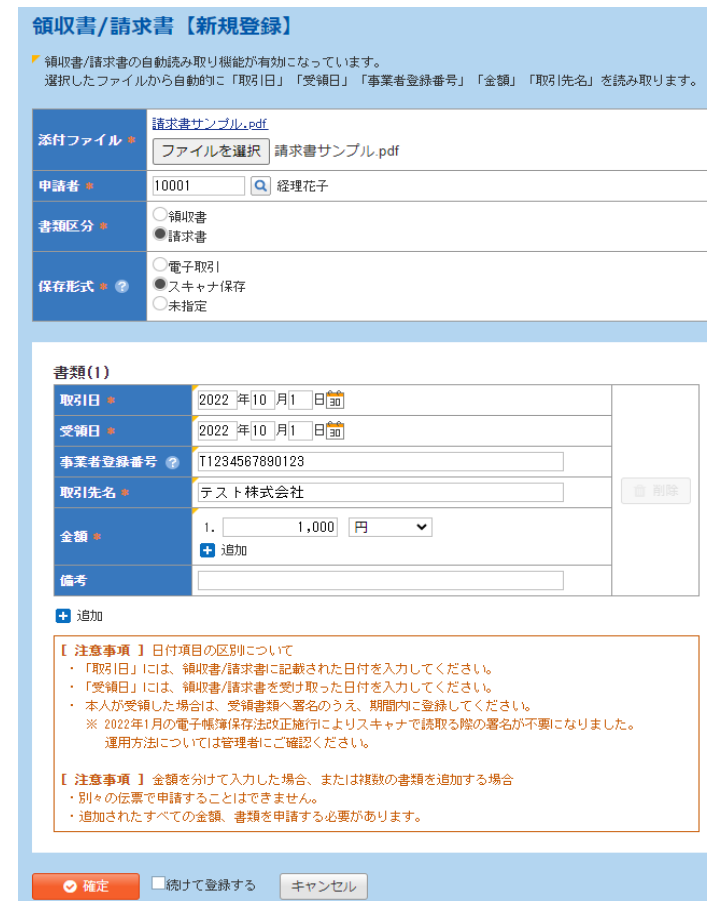 領収書/請求書【新規登録】
領収書/請求書の自動読み取り機能が有効になっています。
選択したファイルから自動的に「取引日」「受領日」「事業者登録番号」「金額」「取引先名」を読み取ります。
添付ファイル *
請求書サンプル.pdf
ファイルを選択 請求書サンプル.pdf
申請者 * 10001 経理花子
書類区分 *
領収書
請求書
保存形式 * ?
電子取引
スキャナ保存
未指定
書類(1)
取引日 * 2022 年 10 月 1 日 30
受領日 * 2022 年 10 月 1 日 30
事業者登録番号 ? T1234567890123
取引先名 * テスト株式会社
削除
金額 * 1. 1,000 円
追加
備考
追加
[ 注意事項 ] 日付項目の区別について
・「取引日」には、領収書/請求書に記載された日付を入力してください。
・「受領日」には、領収書/請求書を受け取った日付を入力してください。
・ 本人が受領した場合は、受領書類へ署名のうえ、期間内に登録してください。
※ 2022年1月の電子帳簿保存法改正施行によりスキャナで読取る際の署名が不要になりました。
運用方法については管理者にご確認ください。
[ 注意事項 ] 金額を分けて入力した場合、または複数の書類を追加する場合
・別々の伝票で申請することはできません。
・追加されたすべての金額、書類を申請する必要があります。
確定 続けて登録する キャンセル